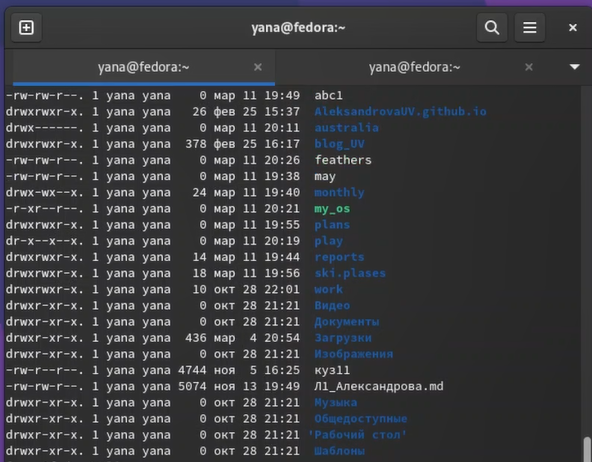 yana@fedora:~
yana@fedora:~ × yana@fedora:~ ×
-rw-rw-r--. 1 yana yana    0 мар 11 19:49  abc1
drwxrwxr-x. 1 yana yana   26 фев 25 15:37  AleksandrovaUV.github.io
drwx------. 1 yana yana    0 мар 11 20:11  australia
drwxrwxr-x. 1 yana yana  378 фев 25 16:17  blog_UV
-rw-rw-r--. 1 yana yana    0 мар 11 20:26  feathers
-rw-rw-r--. 1 yana yana    0 мар 11 19:38  may
drwx-wx--x. 1 yana yana   24 мар 11 19:40  monthly
-r-xr--r--. 1 yana yana    0 мар 11 20:21  my_os
drwxrwxr-x. 1 yana yana    0 мар 11 19:55  plans
dr-x--x--x. 1 yana yana    0 мар 11 20:19  play
drwxrwxr-x. 1 yana yana   14 мар 11 19:44  reports
drwxrwxr-x. 1 yana yana   18 мар 11 19:56  ski.plases
drwxrwxr-x. 1 yana yana   10 окт 28 22:01  work
drwxr-xr-x. 1 yana yana    0 окт 28 21:21  Видео
drwxr-xr-x. 1 yana yana    0 окт 28 21:21  Документы
drwxr-xr-x. 1 yana yana  436 мар  4 20:54  Загрузки
drwxr-xr-x. 1 yana yana    0 окт 28 21:21  Изображения
-rw-r--r--. 1 yana yana 4744 ноя  5 16:25  куз11
-rw-rw-r--. 1 yana yana 5074 ноя 13 19:49  Л1_Александрова.md
drwxr-xr-x. 1 yana yana    0 окт 28 21:21  Музыка
drwxr-xr-x. 1 yana yana    0 окт 28 21:21  Общедоступные
drwxr-xr-x. 1 yana yana    0 окт 28 21:21 'Рабочий стол'
drwxr-xr-x. 1 yana yana    0 окт 28 21:21  Шаблоны